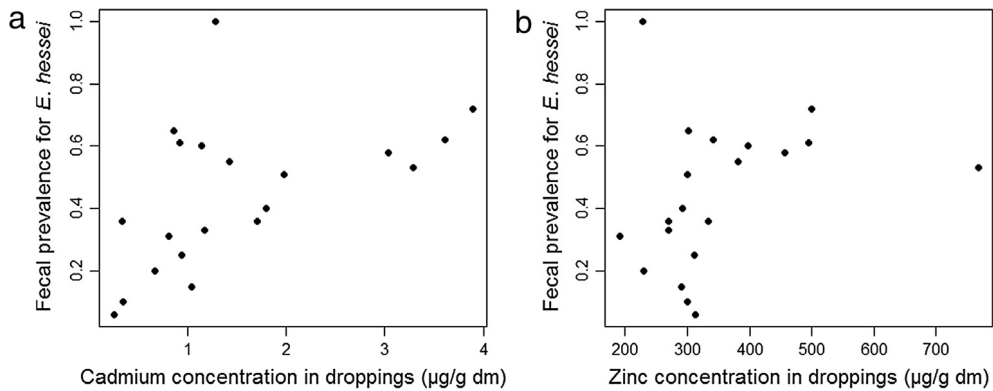 a
Fecal prevalence for E. hessei
1.0
0.8
0.6
0.4
0.2
1 2 3 4
Cadmium concentration in droppings (µg/g dm)
b
Fecal prevalence for E. hessei
1.0
0.8
0.6
0.4
0.2
200 300 400 500 600 700
Zinc concentration in droppings (µg/g dm)